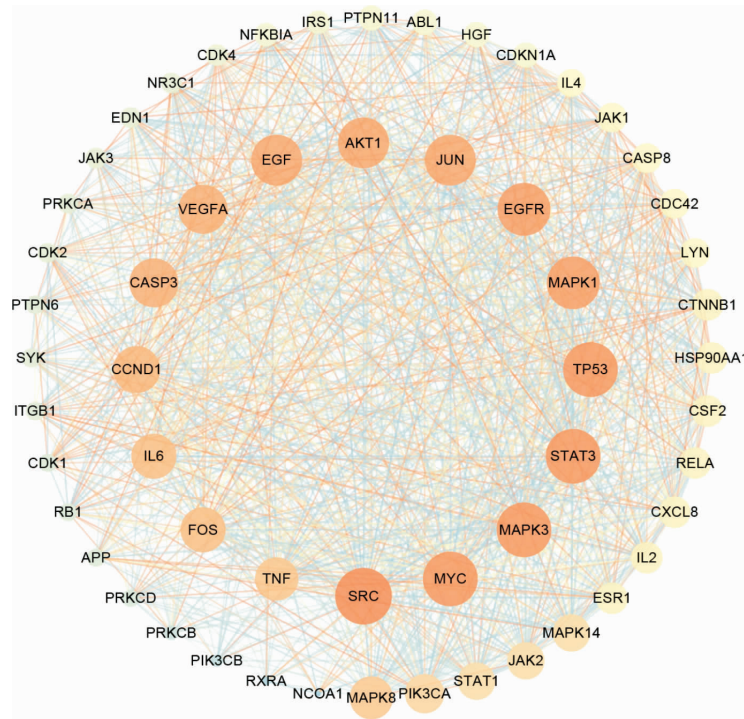 PTPN11
ABL1
HGF
CDKN1A
IL4
JAK1
CASP8
CDC42
LYN
CTNNB1
HSP90AA1
CSF2
RELA
CXCL8
IL2
ESR1
MAPK14
JAK2
STAT1
PIK3CA
MAPK8
NCOA1
RXRA
PIK3CB
PRKCB
PRKCD
APP
RB1
CDK1
ITGB1
SYK
PTPN6
CDK2
PRKCA
JAK3
EDN1
NR3C1
CDK4
NFKBIA
IRS1
AKT1
JUN
EGFR
MAPK1
TP53
STAT3
MAPK3
MYC
SRC
TNF
FOS
IL6
CCND1
CASP3
VEGFA
EGF